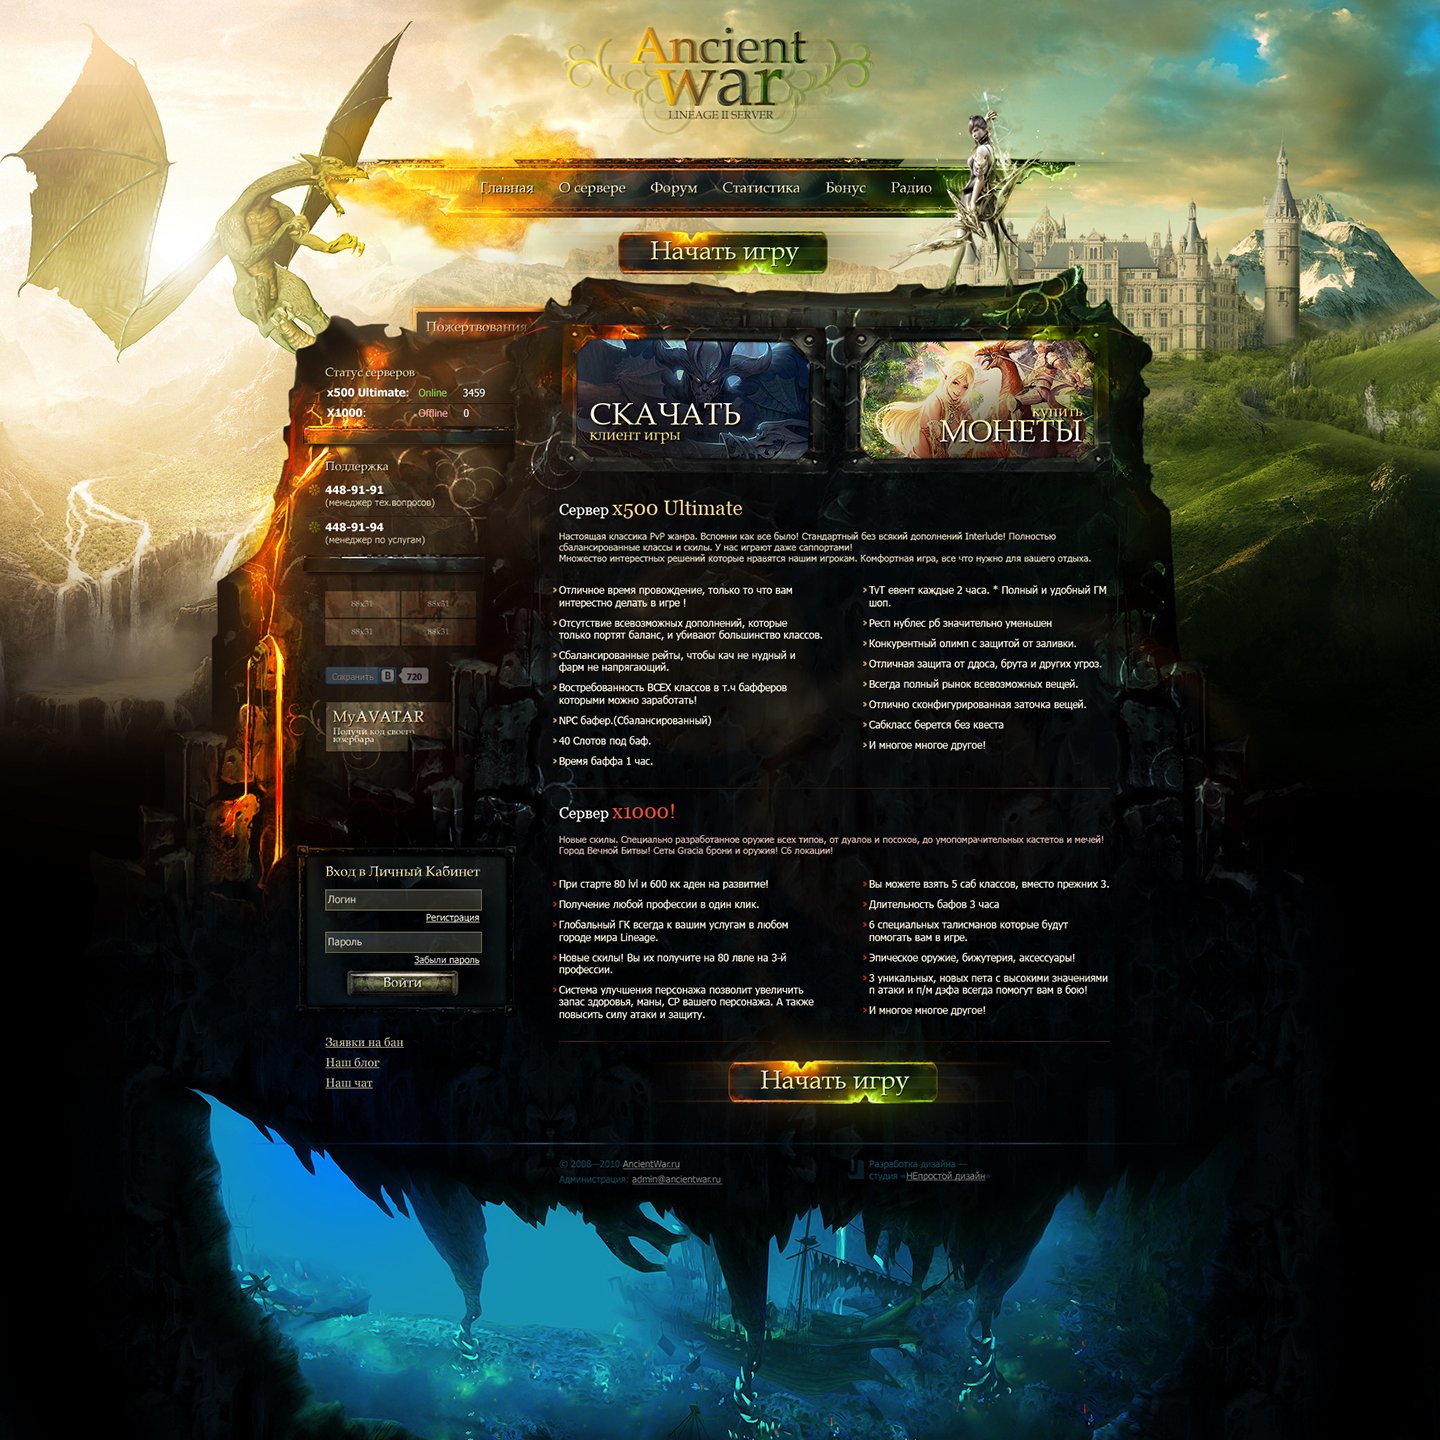 Ancient
war
LINEAGE II SERVER
Главная О сервере Форум Статистика Бонус Радио
Начать игру
Пожертвования
Статус серверов
x500 Ultimate: Online 3459
X1000: Offline 0
Поддержка
448-91-91
(менеджер тех.вопросов)
448-91-94
(менеджер по услугам)
88x31 88x31
88x31 88x31
Сохранить B 720
MyAVATAR
Получи код своего
юзербара
Вход в Личный Кабинет
Логин
Регистрация
Пароль
Забыли пароль
Войти
Заявки на бан
Наш блог
Наш чат
СКАЧАТЬ
клиент игры
купить
МОНЕТЫ
Сервер x500 Ultimate
Настоящая классика PvP жанра. Вспомни как все было! Стандартный без всякий дополнений Interlude! Полностью
сбалансированные классы и скилы. У нас играют даже саппортами!
Множество интерестных решений которые нравятся нашим игрокам. Комфортная игра, все что нужно для вашего отдыха.
Отличное время провождение, только то что вам
интерестно делать в игре !
Отсутствие всевозможных дополнений, которые
только портят баланс, и убивают большинство классов.
Сбалансированные рейты, чтобы кач не нудный и
фарм не напрягающий.
Востребованность ВСЕХ классов в т.ч бафферов
которыми можно заработать!
NPC бафер.(Сбалансированный)
40 Слотов под баф.
Время баффа 1 час.
TvT евент каждые 2 часа. * Полный и удобный ГМ
шоп.
Респ нублес рб значительно уменьшен
Конкурентный олимп с защитой от заливки.
Отличная защита от ддоса, брута и других угроз.
Всегда полный рынок всевозможных вещей.
Отлично сконфигурированная заточка вещей.
Сабкласс берется без квеста
И многое многое другое!
Сервер x1000!
Новые скилы. Специально разработанное оружие всех типов, от дуалов и посохов, до умопомрачительных кастетов и мечей!
Город Вечной Битвы! Сеты Gracia брони и оружия! С6 локации!
При старте 80 lvl и 600 кк аден на развитие!
Получение любой профессии в один клик.
Глобальный ГК всегда к вашим услугам в любом
городе мира Lineage.
Новые скилы! Вы их получите на 80 лвле на 3-й
профессии.
Система улучшения персонажа позволит увеличить
запас здоровья, маны, CP вашего персонажа. А также
повысить силу атаки и защиту.
Вы можете взять 5 саб классов, вместо прежних 3.
Длительность бафов 3 часа
6 специальных талисманов которые будут
помогать вам в игре.
Эпическое оружие, бижутерия, аксессуары!
3 уникальных, новых пета с высокими значениями
п атаки и п/м дэфа всегда помогут вам в бою!
И многое многое другое!
Начать игру
© 2008—2010 AncientWar.ru
Администрация: admin@ancientwar.ru
Разработка дизайна —
студия «НЕпростой дизайн»